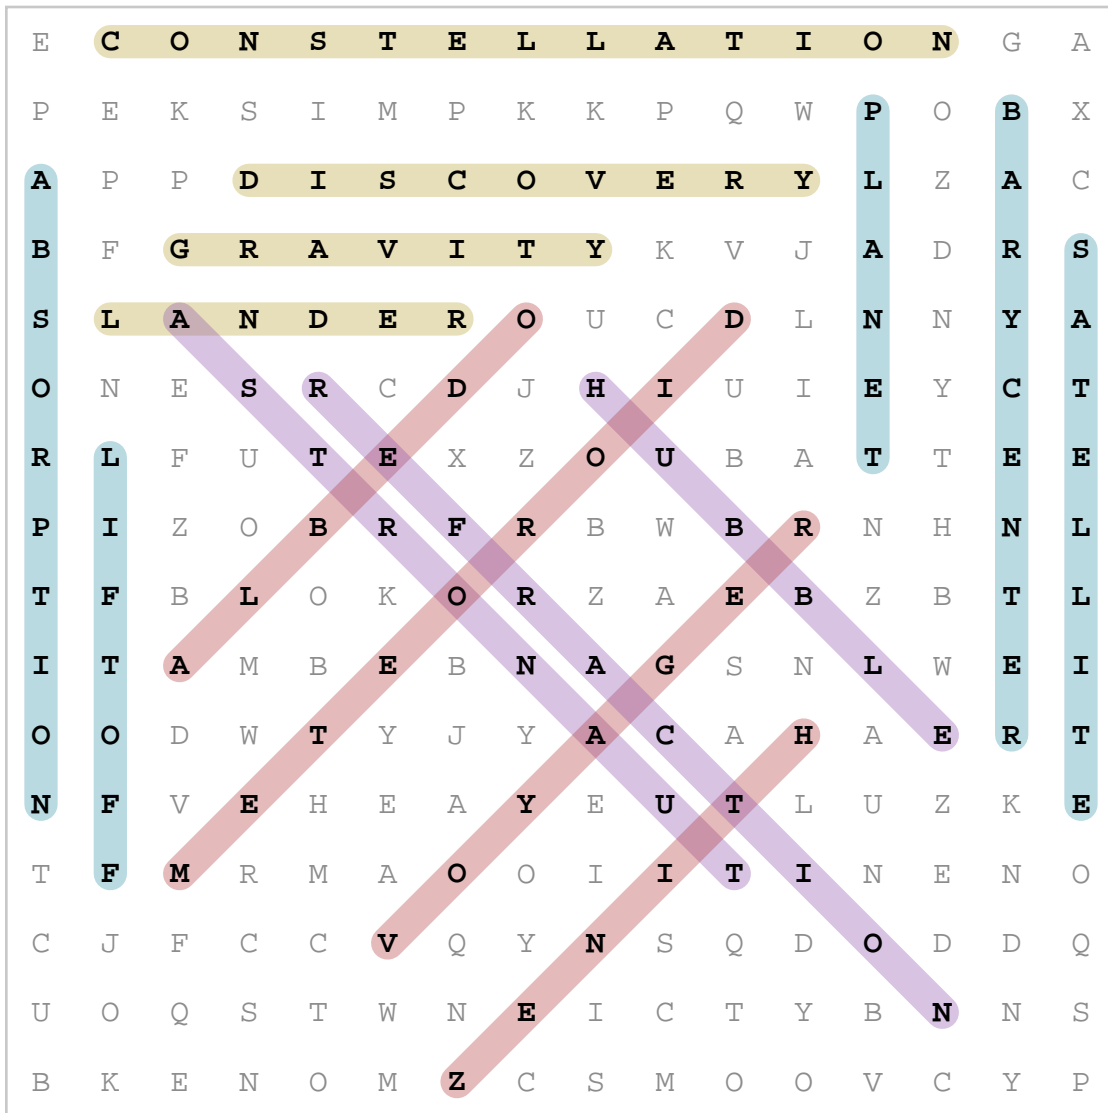 E C O N S T E L L A T I O N G A
P E K S I M P K K P Q W P O B X
A P P D I S C O V E R Y L Z A C
B F G R A V I T Y K V J A D R S
S L A N D E R O U C D L N N Y A
O N E S R C D J H I U I E Y C T
R L F U T E X Z O U B A T T E E
P I Z O B R F R B W B R N H N L
T F B L O K O R Z A E B Z B T L
I T A M B E B N A G S N L W E I
O O D W T Y J Y A C A H A E R T
N F V E H E A Y E U T L U Z K E
T F M R M A O O I I T I N E N O
C J F C C V Q Y N S Q D O D D Q
U O Q S T W N E I C T Y B N N S
B K E N O M Z C S M O O V C Y P